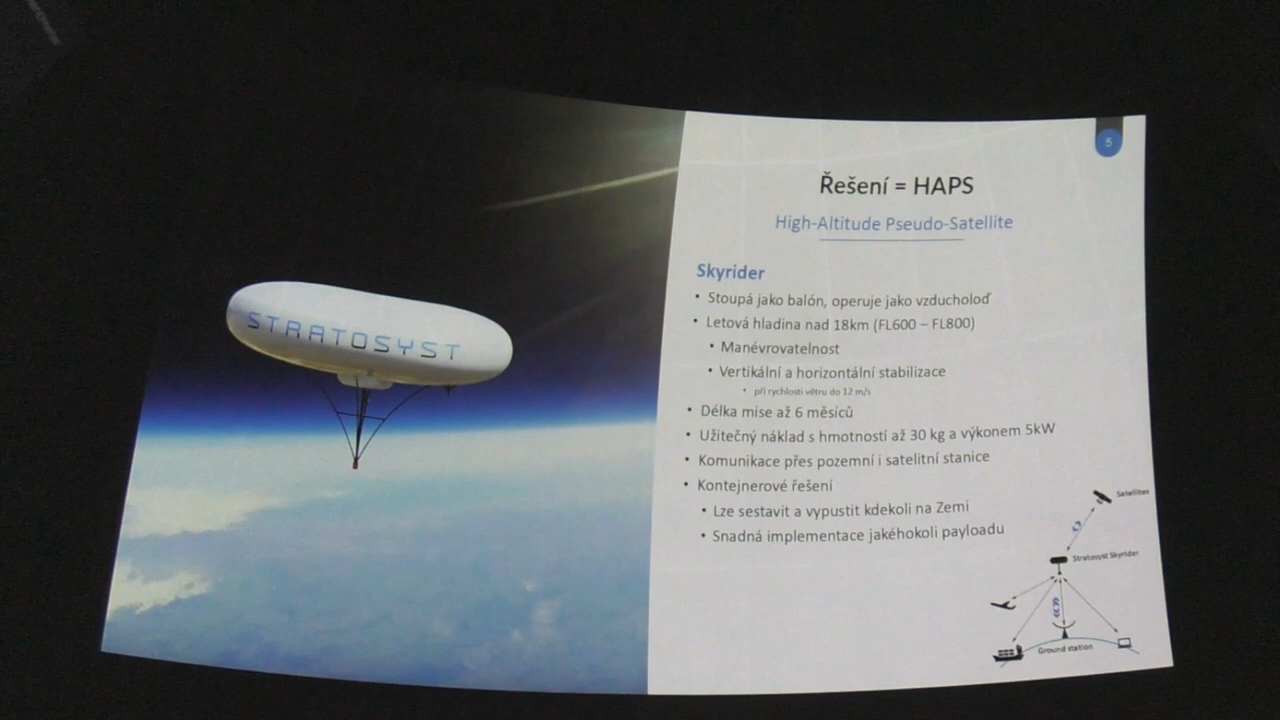 STRATOSYST
5
Řešení = HAPS
High-Altitude Pseudo-Satellite
Skyrider
• Stoupá jako balón, operuje jako vzducholoď
• Letová hladina nad 18km (FL600 – FL800)
• Manévrovatelnost
• Vertikální a horizontální stabilizace
• při rychlosti větru do 12 m/s
• Délka mise až 6 měsíců
• Užitečný náklad s hmotností až 30 kg a výkonem 5kW
• Komunikace přes pozemní i satelitní stanice
• Kontejnerové řešení
• Lze sestavit a vypustit kdekoli na Zemi
• Snadná implementace jakéhokoli payloadu
Satellites
Stratosyst Skyrider
Ground station